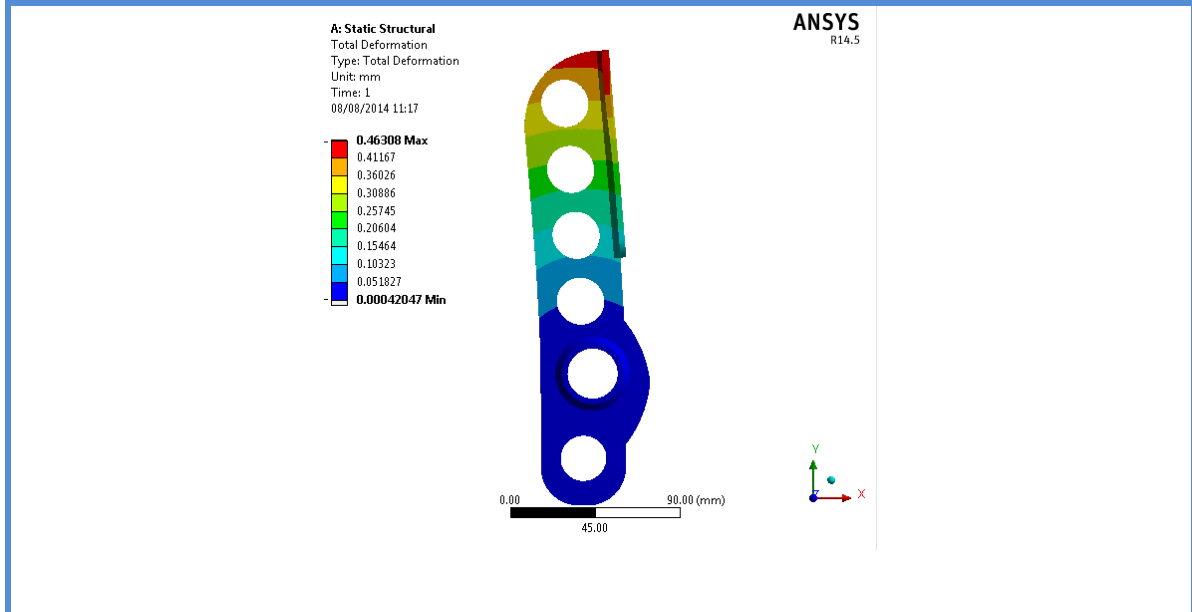 A: Static Structural
Total Deformation
Type: Total Deformation
Unit: mm
Time: 1
08/08/2014 11:17
ANSYS
R14.5
0.46308 Max
0.41167
0.36026
0.30886
0.25745
0.20604
0.15464
0.10323
0.051827
0.00042047 Min
0.00
90.00 (mm)
45.00
Y
Z
X